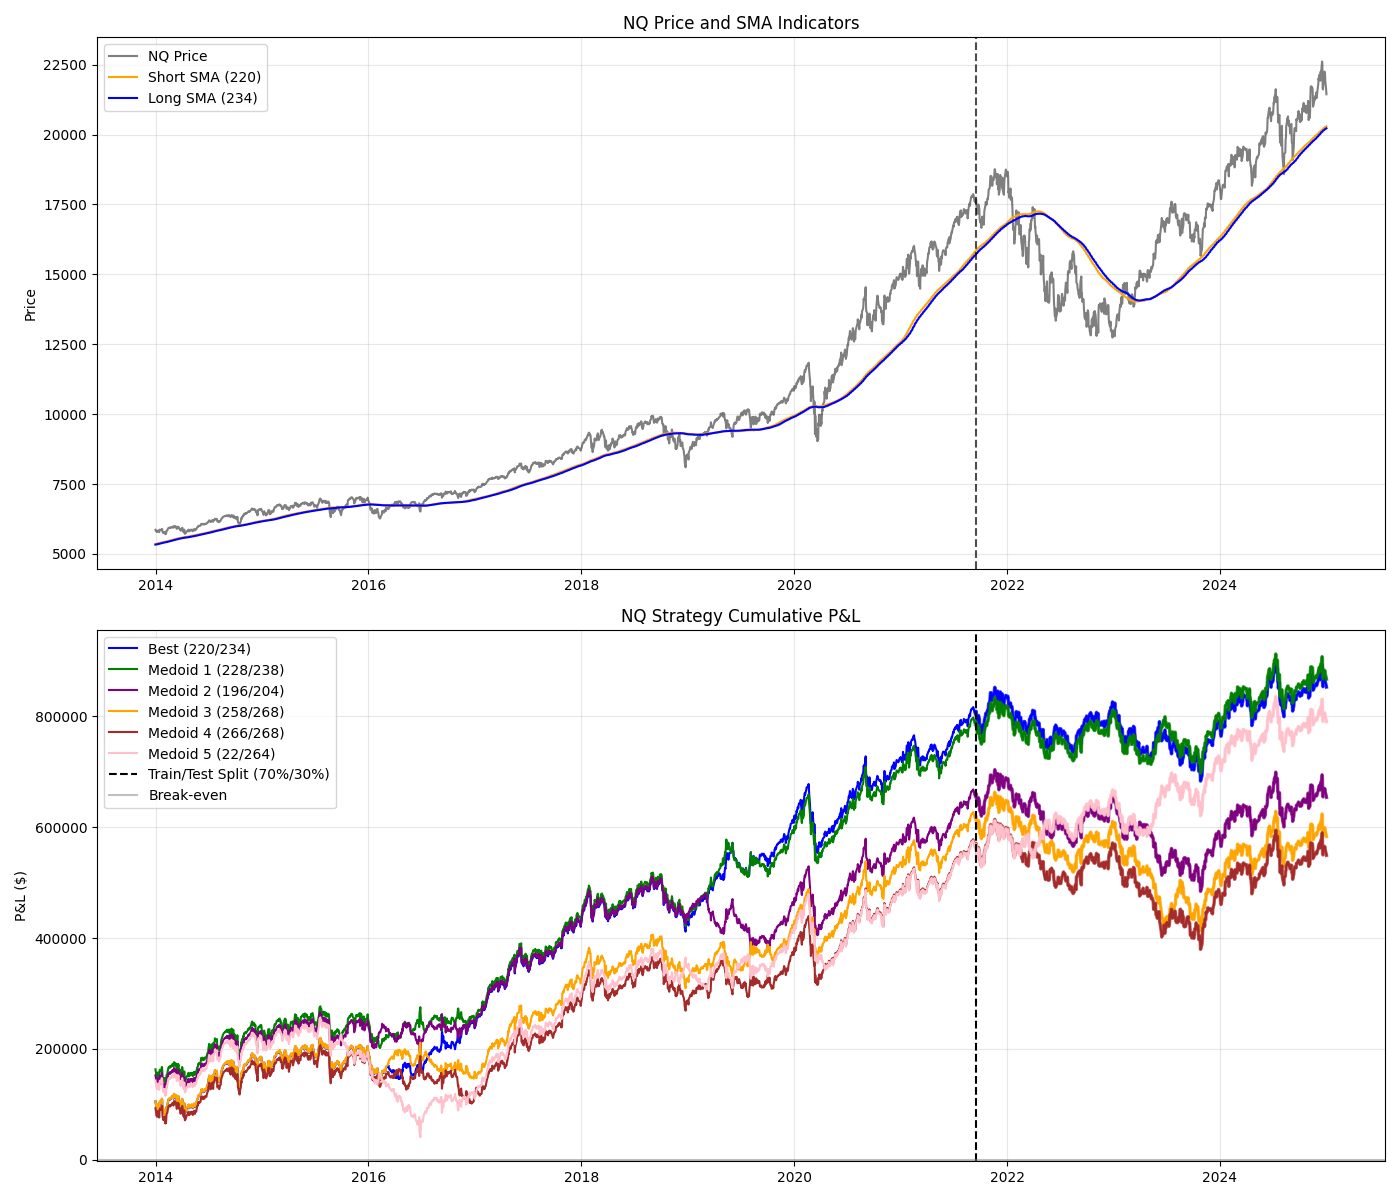 NQ Price and SMA Indicators
NQ Price
Short SMA (220)
Long SMA (234)
Price
22500
20000
17500
15000
12500
10000
7500
5000
2014 2016 2018 2020 2022 2024
NQ Strategy Cumulative P&L
Best (220/234)
Medoid 1 (228/238)
Medoid 2 (196/204)
Medoid 3 (258/268)
Medoid 4 (266/268)
Medoid 5 (22/264)
Train/Test Split (70%/30%)
Break-even
P&L ($)
800000
600000
400000
200000
0
2014 2016 2018 2020 2022 2024